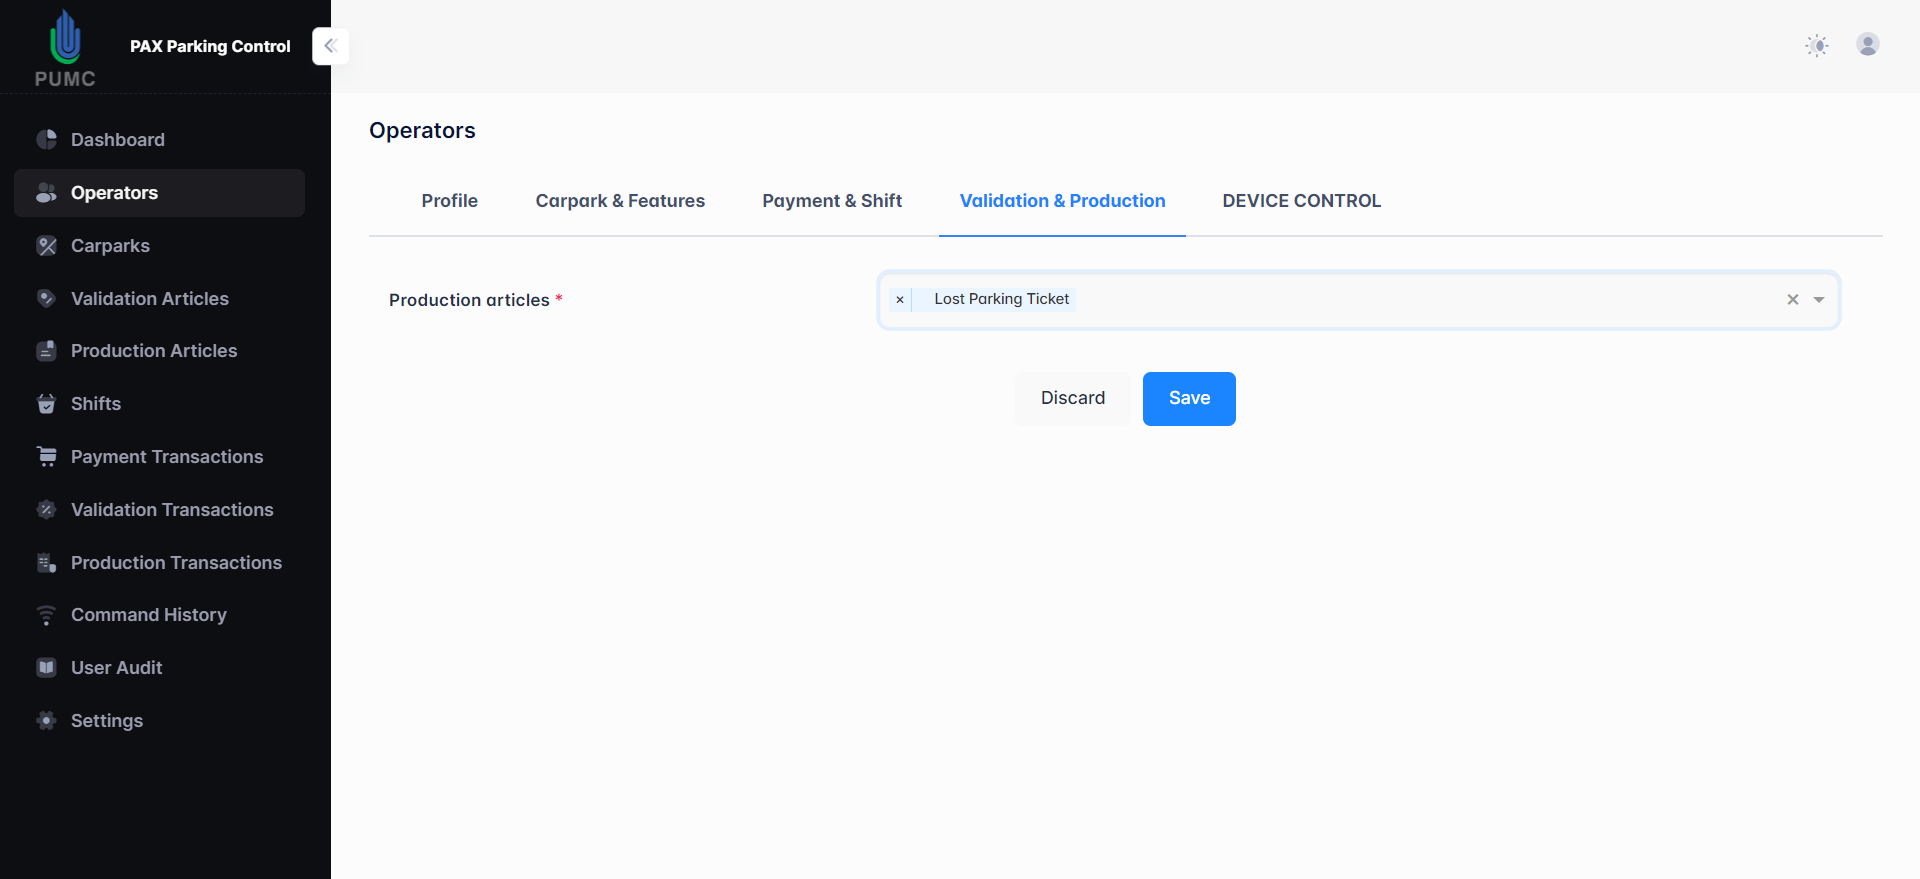 PUMC
PAX Parking Control
Dashboard
Operators
Carparks
Validation Articles
Production Articles
Shifts
Payment Transactions
Validation Transactions
Production Transactions
Command History
User Audit
Settings
Operators
Profile
Carpark & Features
Payment & Shift
Validation & Production
DEVICE CONTROL
Production articles *
× Lost Parking Ticket
Discard
Save